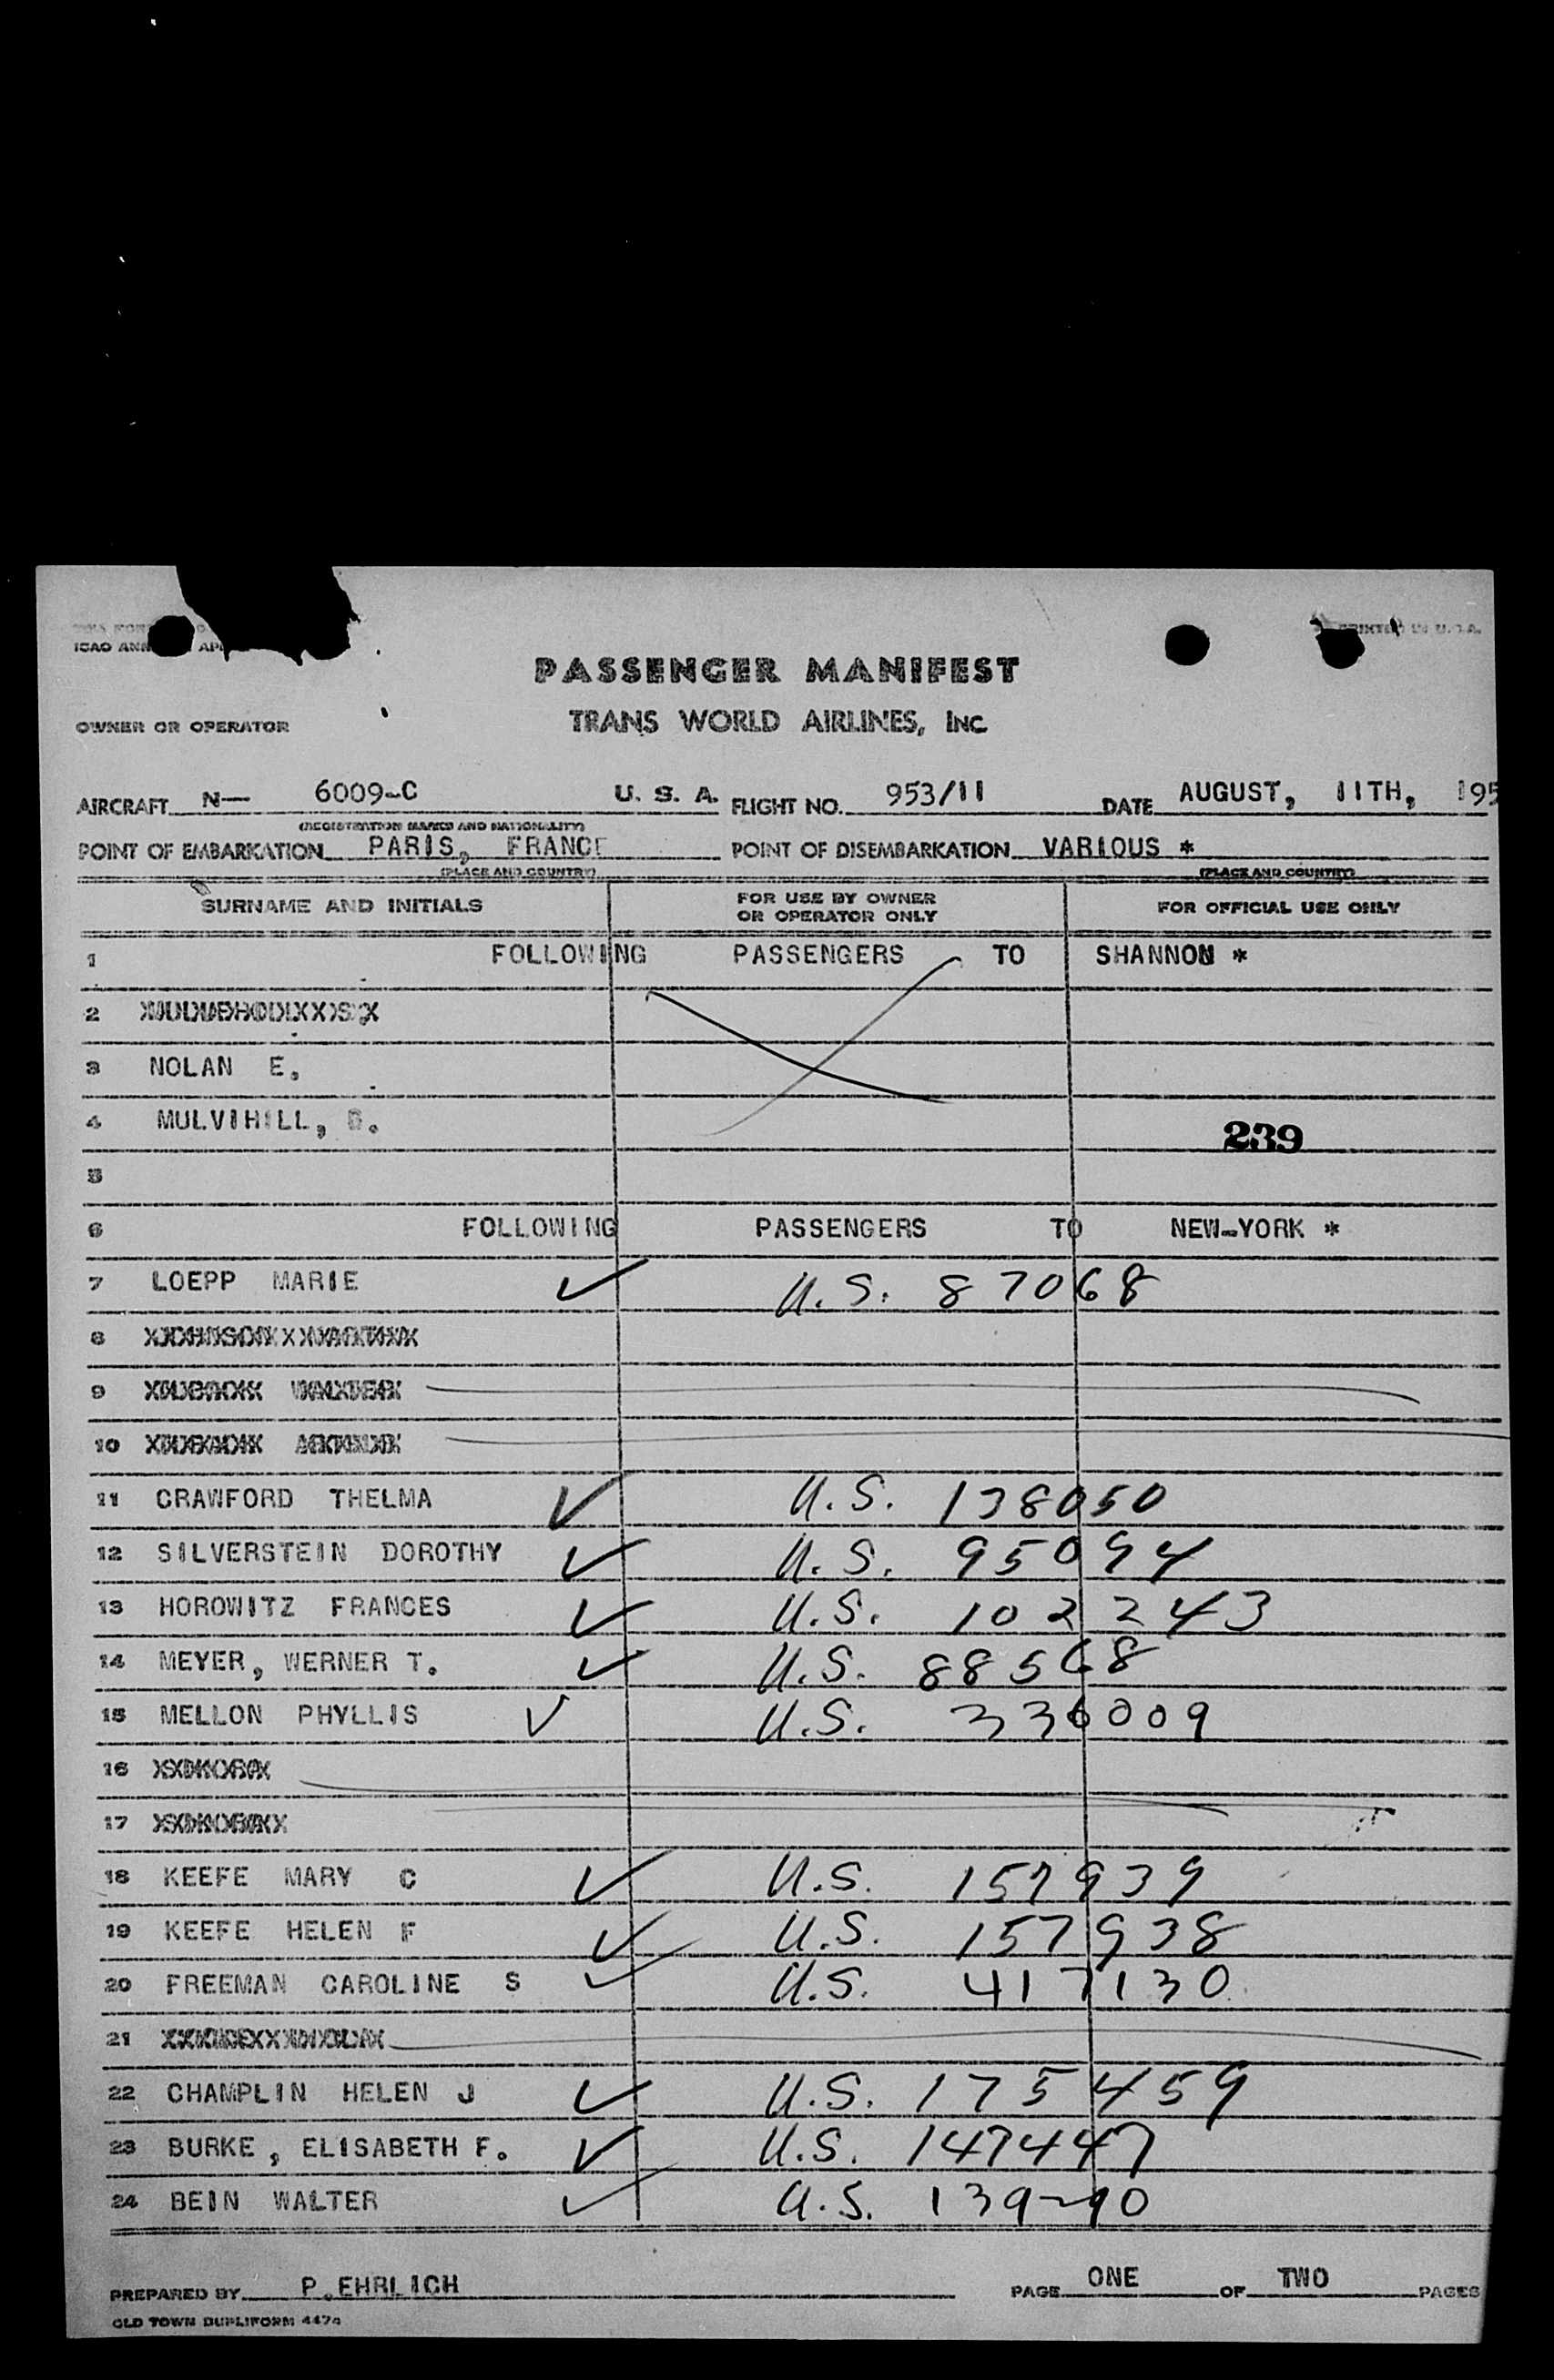 ICAO
PRINTED IN U.S.A.
PASSENGER MANIFEST
OWNER OR OPERATOR TRANS WORLD AIRLINES, INC.
AIRCRAFT N— 6009-C U. S. A. FLIGHT NO. 953/11 DATE AUGUST, 11TH, 195
(REGISTRATION MARKS AND NATIONALITY)
POINT OF EMBARKATION PARIS, FRANCE POINT OF DISEMBARKATION VARIOUS *
(PLACE AND COUNTRY) (PLACE AND COUNTRY)
SURNAME AND INITIALS FOR USE BY OWNER OR OPERATOR ONLY FOR OFFICIAL USE ONLY
1 FOLLOWING PASSENGERS TO SHANNON *
2
3 NOLAN E.
4 MULVIHILL, 239
5
6 FOLLOWING PASSENGERS TO NEW-YORK *
7 LOEPP MARIE ✓ U.S. 87068
8
9
10
11 CRAWFORD THELMA ✓ U.S. 138050
12 SILVERSTEIN DOROTHY ✓ U.S. 95094
13 HOROWITZ FRANCES ✓ U.S. 102243
14 MEYER, WERNER T. ✓ U.S. 88568
15 MELLON PHYLLIS ✓ U.S. 336009
16
17
18 KEEFE MARY C ✓ U.S. 157939
19 KEEFE HELEN F ✓ U.S. 157938
20 FREEMAN CAROLINE S ✓ U.S. 417130
21
22 CHAMPLIN HELEN J ✓ U.S. 175459
23 BURKE, ELISABETH F. ✓ U.S. 147447
24 BEIN WALTER ✓ U.S.
PREPARED BY P.EHRLICH PAGE ONE OF TWO PAGES
OLD TOWN DUPLIFORM 4474